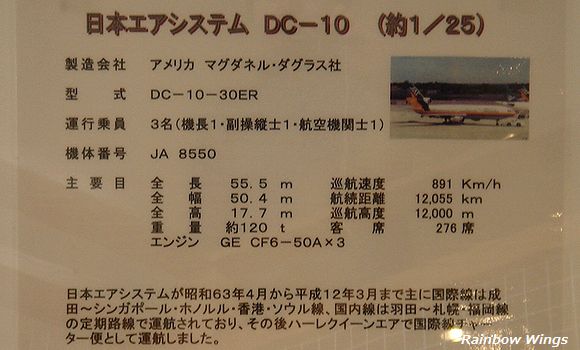 日本エアシステム DC－10 （約1／25）
製造会社 アメリカ マグダネル・ダグラス社
型 式 DC－10－30ER
運行乗員 3名（機長1・副操縦士1・航空機関士1）
機体番号 JA 8550
主要目 全 長 55.5 m 巡航速度 891 Km/h
全 幅 50.4 m 航続距離 12,055 km
全 高 17.7 m 巡航高度 12,000 m
重 量 約120 t 客 席 276 席
エンジン GE CF6－50A×3
日本エアシステムが昭和63年4月から平成12年3月まで主に国際線は成
田～シンガポール・ホノルル・香港・ソウル線、国内線は羽田～札幌・福岡線
の定期路線で運航されており、その後ハーレクイーンエアで国際線チャー
ター便として運航しました。
Rainbow Wings